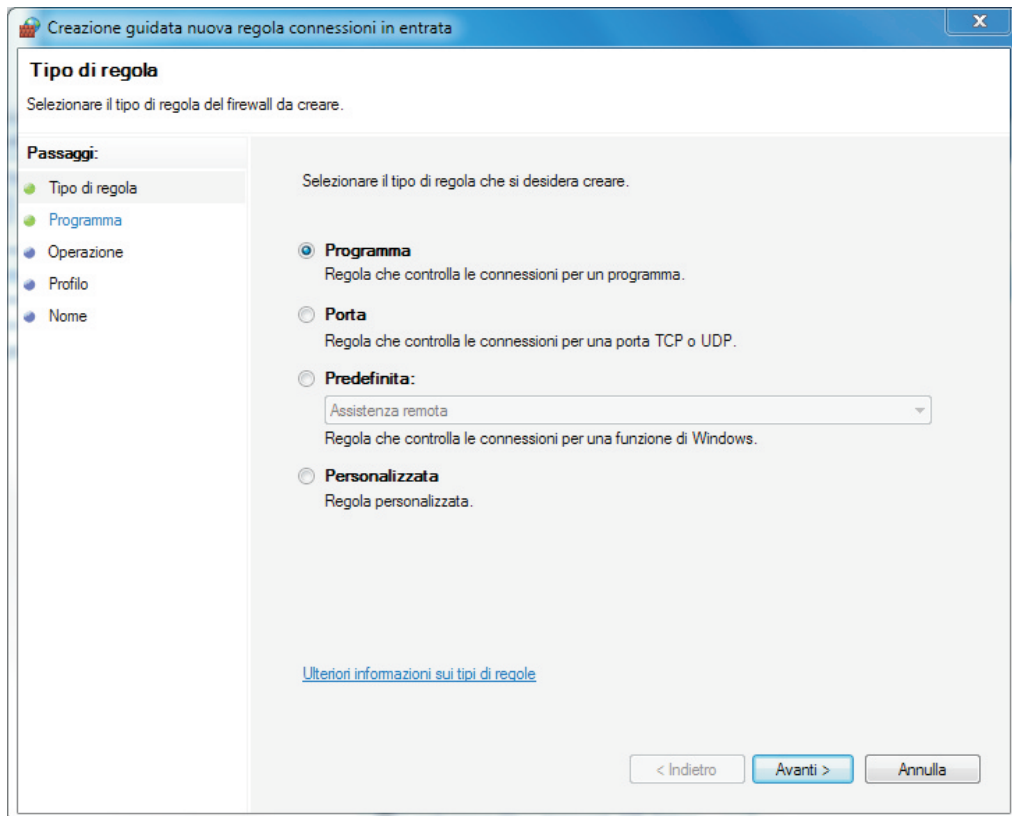 Creazione guidata nuova regola connessioni in entrata
X
Tipo di regola
Selezionare il tipo di regola del firewall da creare.
Passaggi:
Tipo di regola
Programma
Operazione
Profilo
Nome
Selezionare il tipo di regola che si desidera creare.
Programma
Regola che controlla le connessioni per un programma.
Porta
Regola che controlla le connessioni per una porta TCP o UDP.
Predefinita:
Assistenza remota
Regola che controlla le connessioni per una funzione di Windows.
Personalizzata
Regola personalizzata.
Ulteriori informazioni sui tipi di regole
< Indietro
Avanti >
Annulla